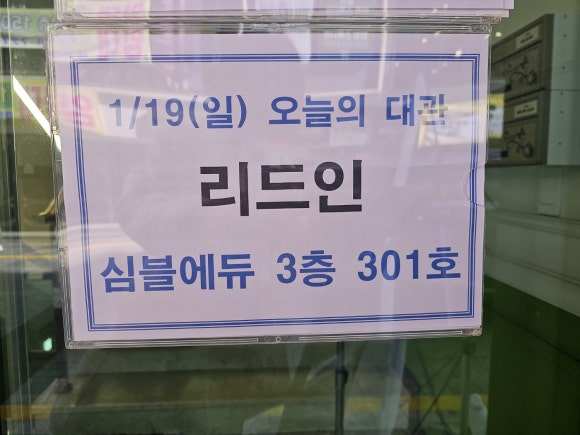 1/19(일) 오늘의 대관
리드인
심블에듀 3층 301호